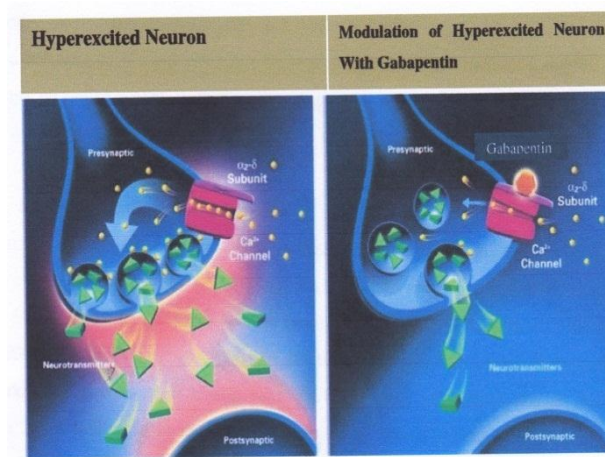 Hyperexcited Neuron
Modulation of Hyperexcited Neuron
With Gabapentin
Presynaptic
α₂-δ
Subunit
Ca²⁺
Channel
Neurotransmitters
Postsynaptic
Presynaptic
Gabapentin
α₂-δ
Subunit
Ca²⁺
Channel
Neurotransmitters
Postsynaptic